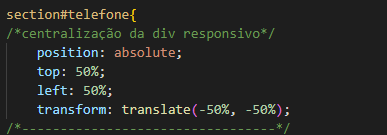 section#telefone{
/*centralização da div responsivo*/
position: absolute;
top: 50%;
left: 50%;
transform: translate(-50%, -50%);
/*---------------------------------*/